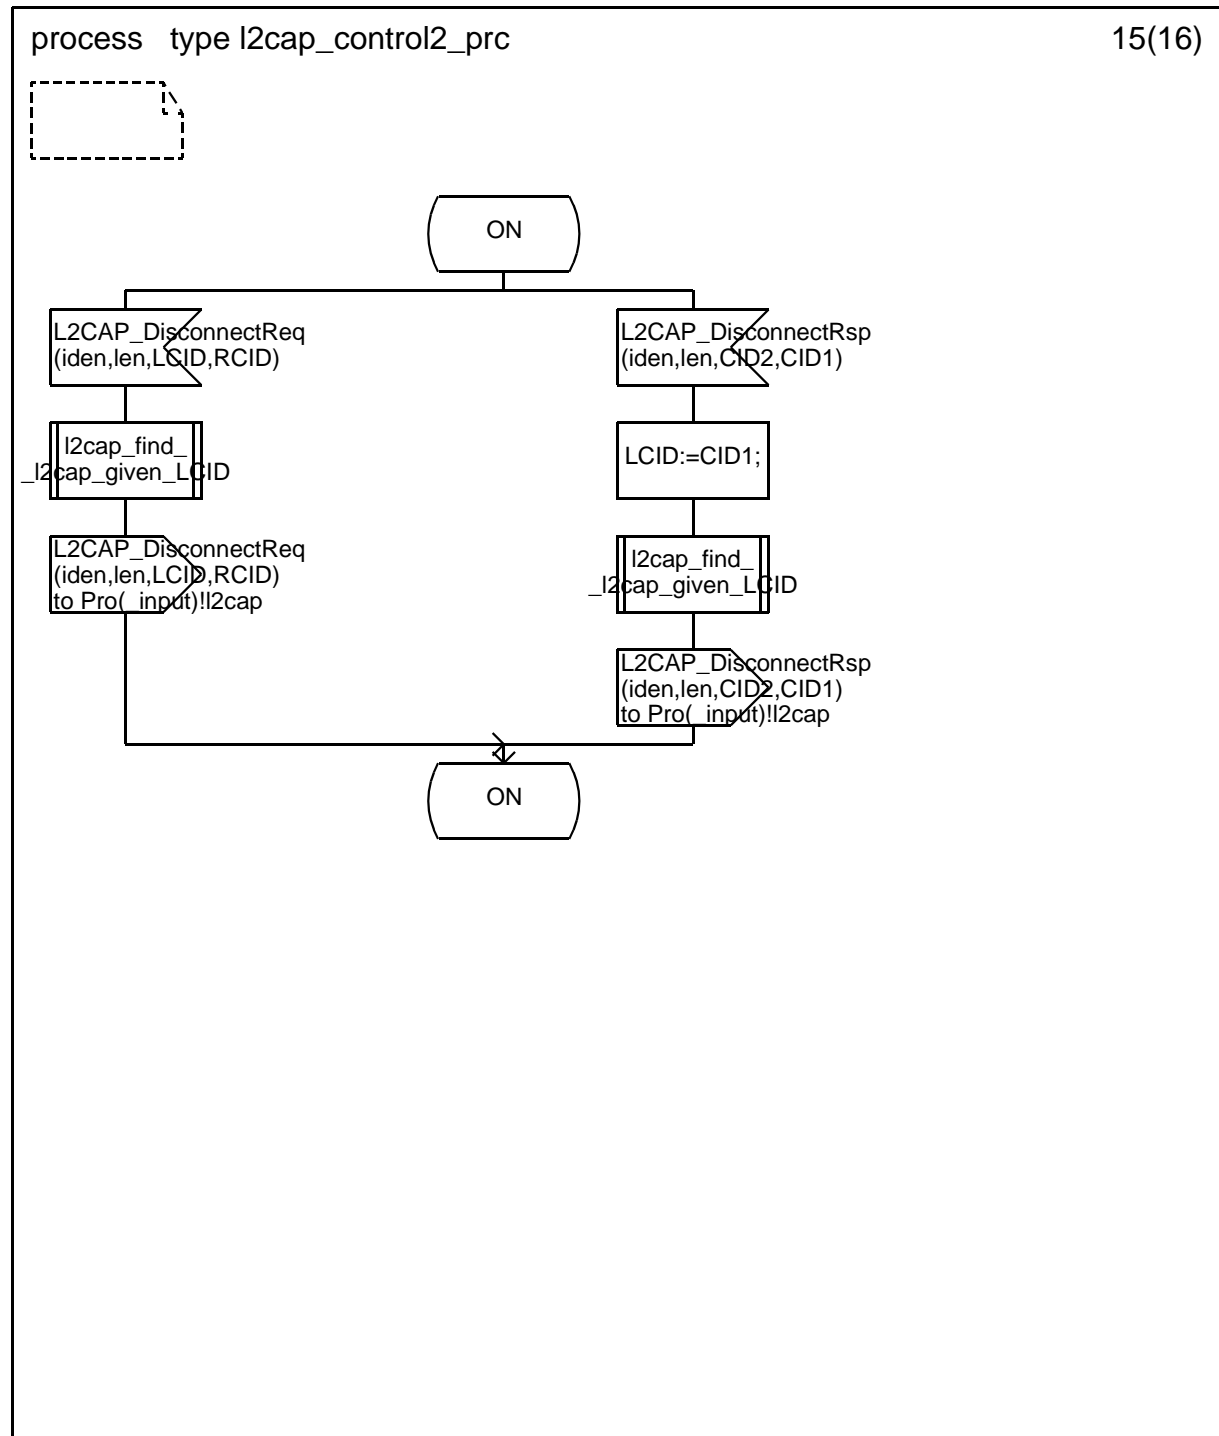 process type l2cap_control2_prc
15(16)
ON
L2CAP_DisconnectReq
(iden,len,LCID,RCID)
l2cap_find_
_l2cap_given_LCID
L2CAP_DisconnectReq
(iden,len,LCID,RCID)
to Pro(_input)!l2cap
L2CAP_DisconnectRsp
(iden,len,CID2,CID1)
LCID:=CID1;
l2cap_find_
_l2cap_given_LCID
L2CAP_DisconnectRsp
(iden,len,CID2,CID1)
to Pro(_input)!l2cap
ON